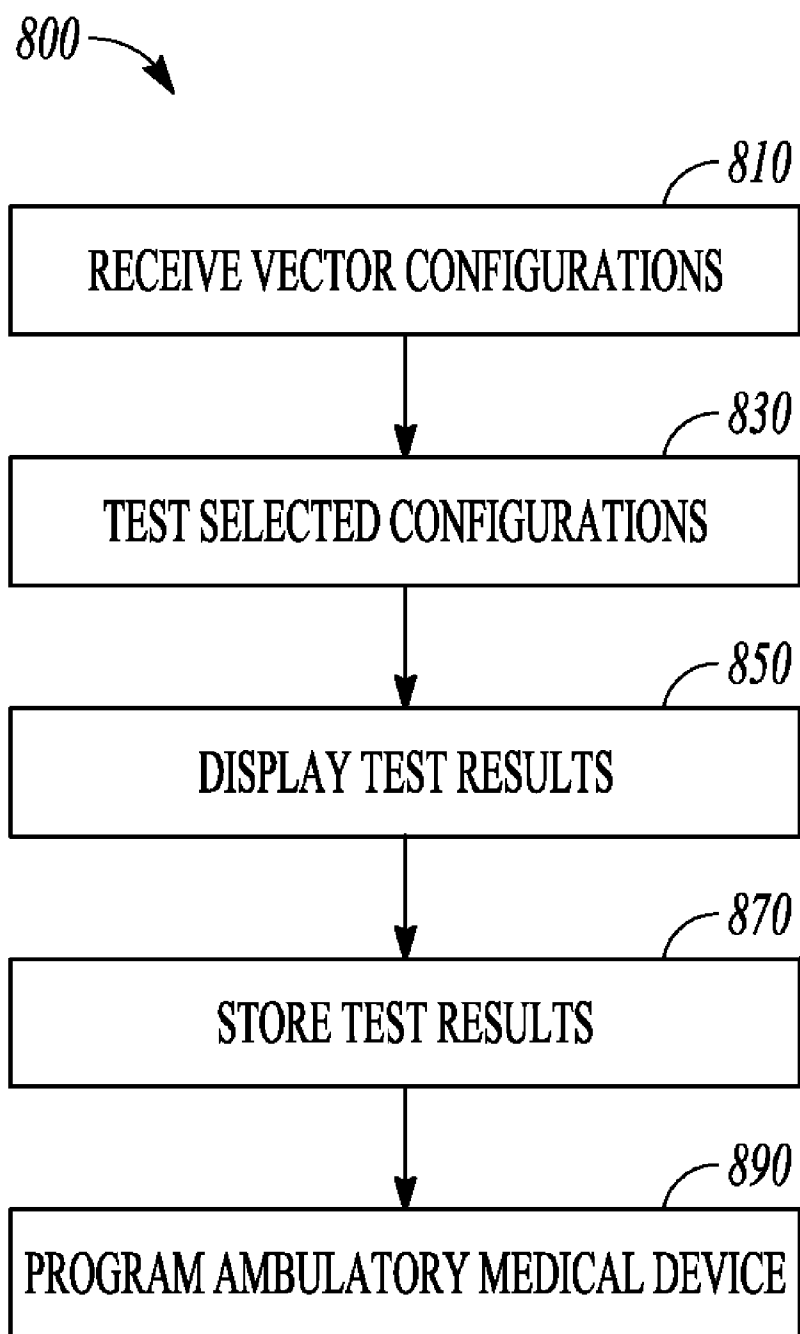 800
810
RECEIVE VECTOR CONFIGURATIONS
830
TEST SELECTED CONFIGURATIONS
850
DISPLAY TEST RESULTS
870
STORE TEST RESULTS
890
PROGRAM AMBULATORY MEDICAL DEVICE